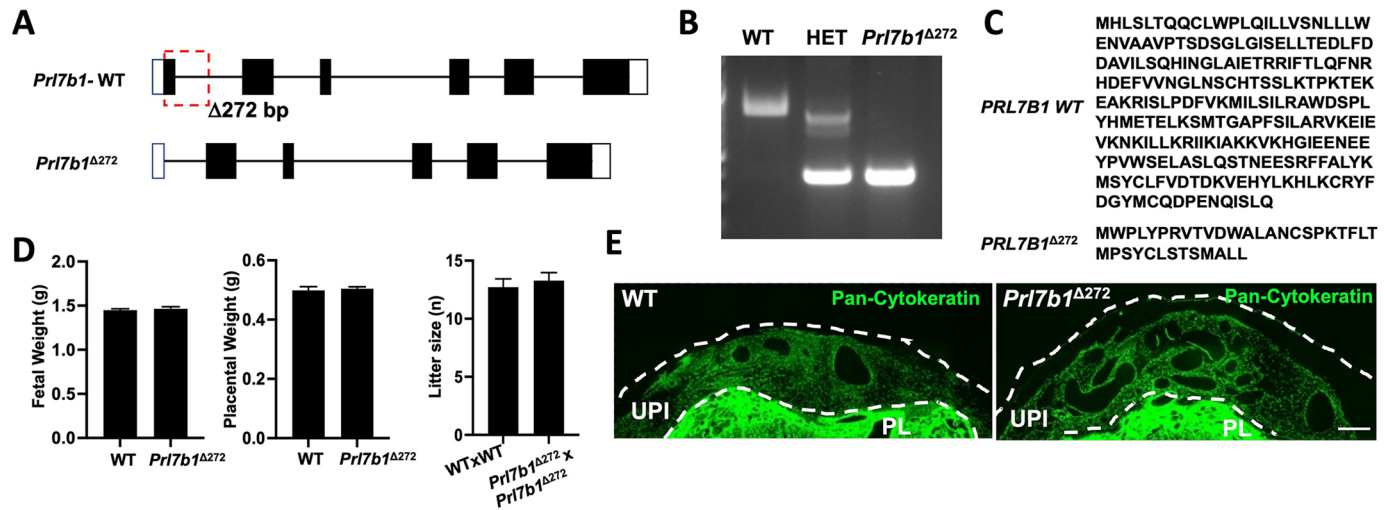 A
Prl7b1- WT
Δ272 bp
Prl7b1Δ272
B
WT HET Prl7b1Δ272
C
PRL7B1 WT
MHLSLTQQCLWPLQILLVSNLLLW
ENVAAVPTSDSGLGISELLTEDLFD
DAVILSQHINGLAIETRRIFTLQFNR
HDEFVVNGLNSCHTSSLKTPKTEK
EAKRISLPDFVKMILSILRAWDSPL
YHMETELKSMTGAPFSILARVKEIE
VKNKILLKRIIKIAKKVKHGIEENEE
YPVWSELASLQSTNEESRFFALYK
MSYCLFVDTDKVEHYLKHLKCRYF
DGYMCQDPENQISLQ
PRL7B1Δ272
MWPLYPRVTVDWALANCSPKTFLT
MPSYCLSTSMALL
D
Fetal Weight (g)
2.0
1.5
1.0
0.5
0.0
WT Prl7b1Δ272
Placental Weight (g)
0.6
0.4
0.2
0.0
WT Prl7b1Δ272
Litter size (n)
15
10
5
0
WTxWT
Prl7b1Δ272 x
Prl7b1Δ272
E
WT
Pan-Cytokeratin
UPI
PL
Prl7b1Δ272
Pan-Cytokeratin
UPI
PL